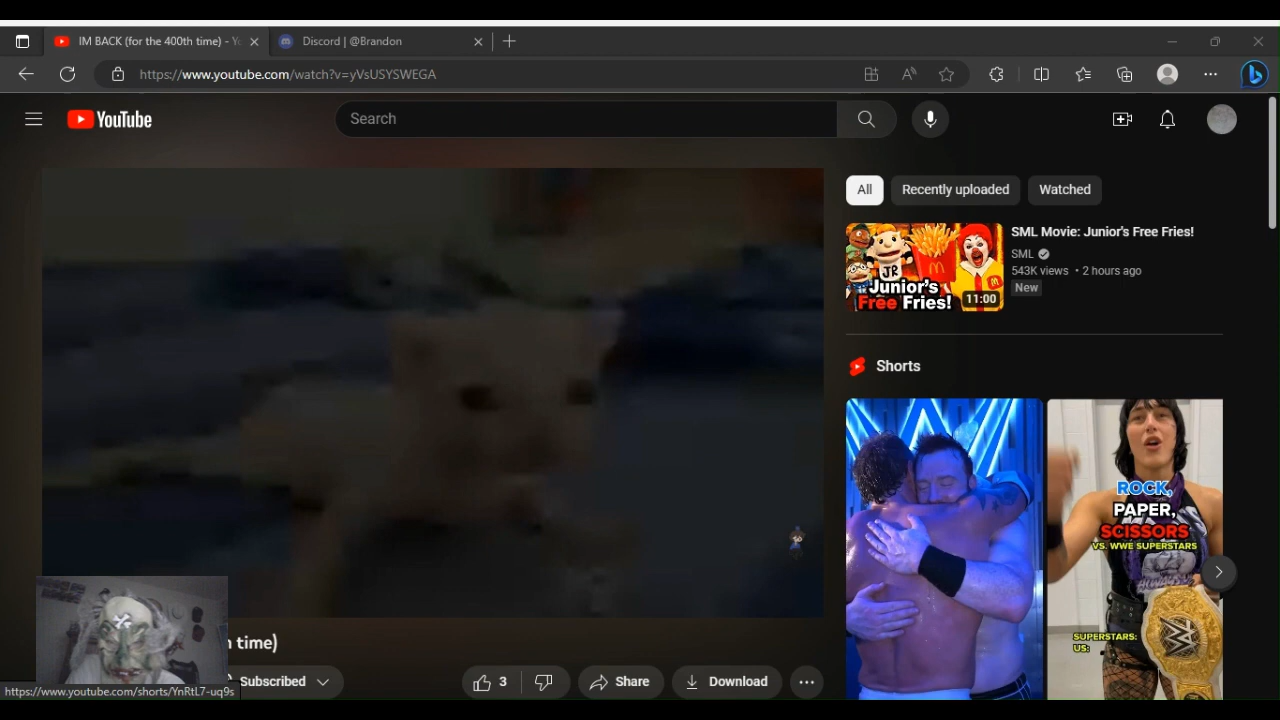 IM BACK (for the 400th time) - Yo
Discord | @Brandon
https://www.youtube.com/watch?v=yVsUSYSWEGA
YouTube
Search
All
Recently uploaded
Watched
JR
Junior's
Free Fries!
11:00
SML Movie: Junior's Free Fries!
SML
543K views • 2 hours ago
New
Shorts
ROCK,
PAPER,
SCISSORS
VS. WWE SUPERSTARS
SUPERSTARS:
US:
time)
Subscribed
3
Share
Download
https://www.youtube.com/shorts/YnRtL7-uq9s